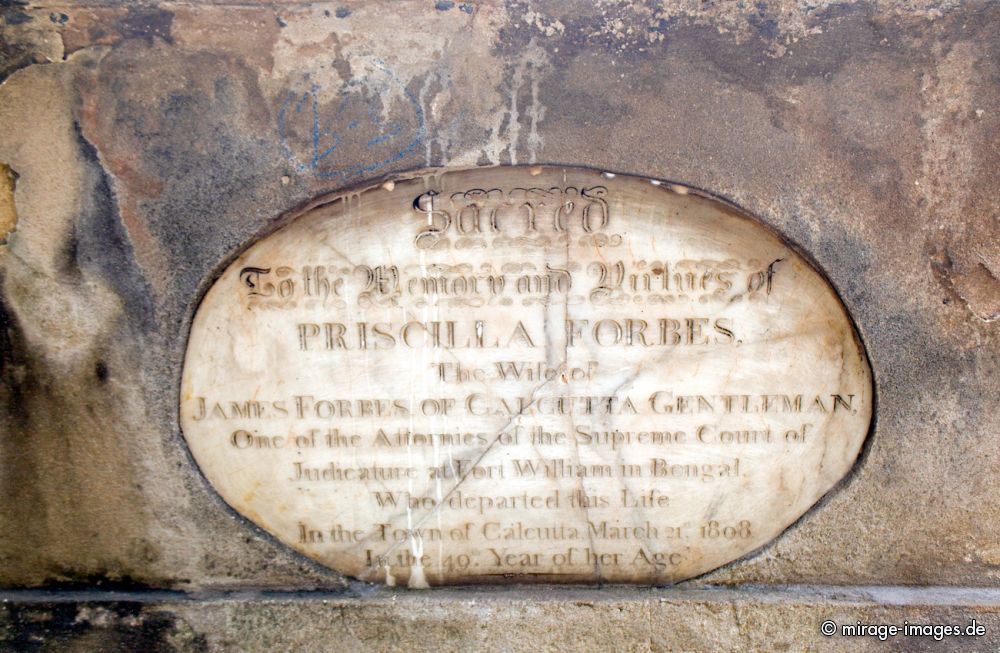 Sacred
To the Memory and Virtues of
PRISCILLA FORBES,
The Wife of
JAMES FORBES OF CALCUTTA GENTLEMAN,
One of the Attornies of the Supreme Court of
Judicature at Fort William in Bengal,
Who departed this Life
In the Town of Calcutta, March 21st 1808
In the 49th Year of her Age
© mirage-images.de